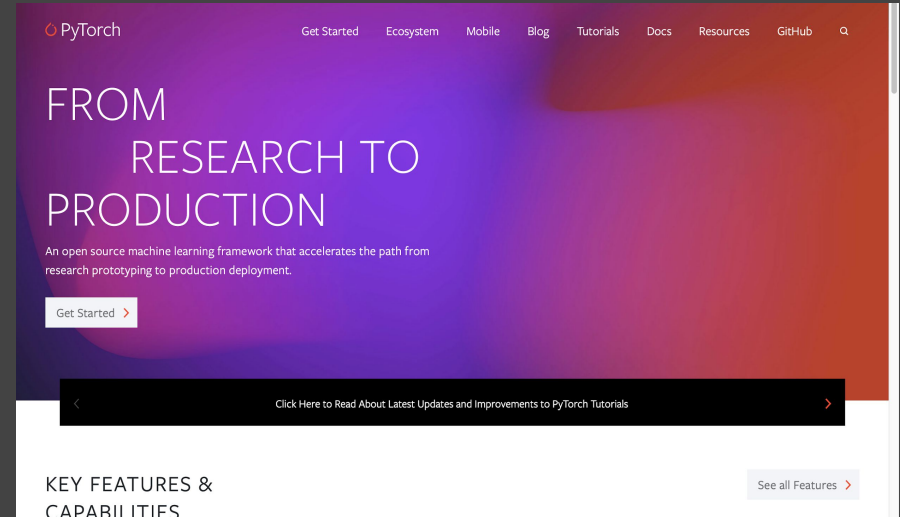 PyTorch
Get Started Ecosystem Mobile Blog Tutorials Docs Resources GitHub
FROM
RESEARCH TO
PRODUCTION
An open source machine learning framework that accelerates the path from
research prototyping to production deployment.
Get Started
Click Here to Read About Latest Updates and Improvements to PyTorch Tutorials
KEY FEATURES &
CAPABILITIES
See all Features